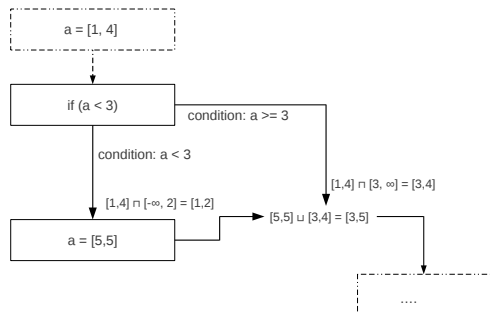 a = [1, 4]
if (a < 3)
condition: a >= 3
condition: a < 3
[1,4] ⊓ [3, ∞] = [3,4]
[1,4] ⊓ [-∞, 2] = [1,2]
[5,5] ⊔ [3,4] = [3,5]
a = [5,5]
....